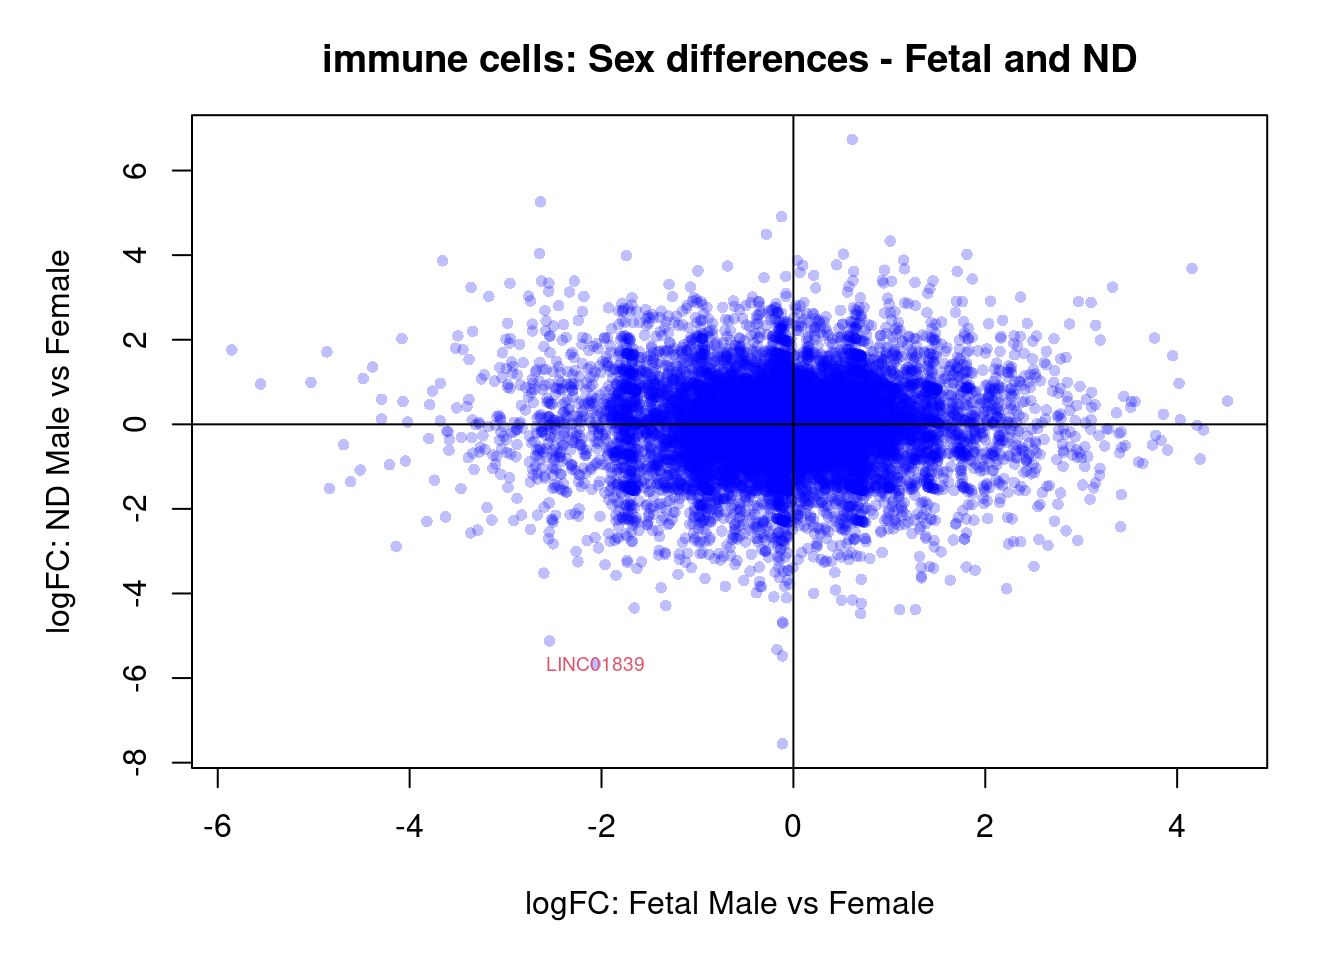 immune cells: Sex differences - Fetal and ND
logFC: ND Male vs Female
6
4
2
0
-2
-4
-6
-8
LINC01839
-6 -4 -2 0 2 4
logFC: Fetal Male vs Female